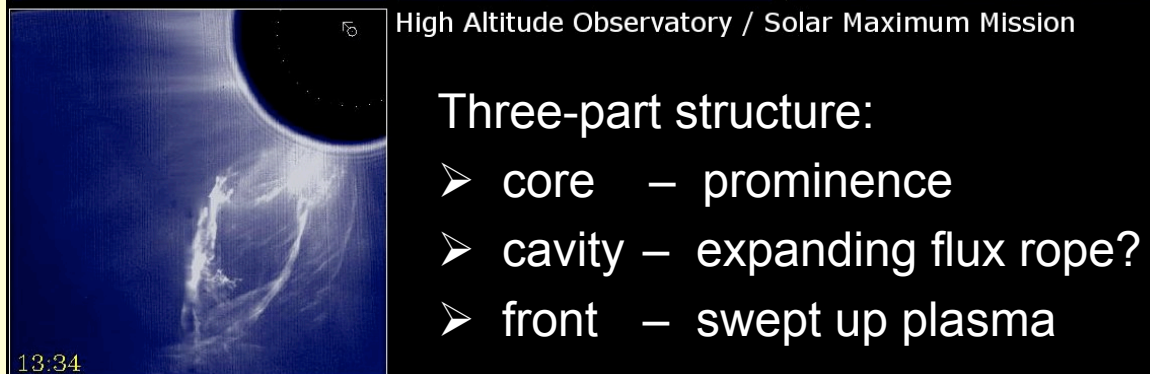 High Altitude Observatory / Solar Maximum Mission
Three-part structure:
➢ core – prominence
➢ cavity – expanding flux rope?
➢ front – swept up plasma
13:34